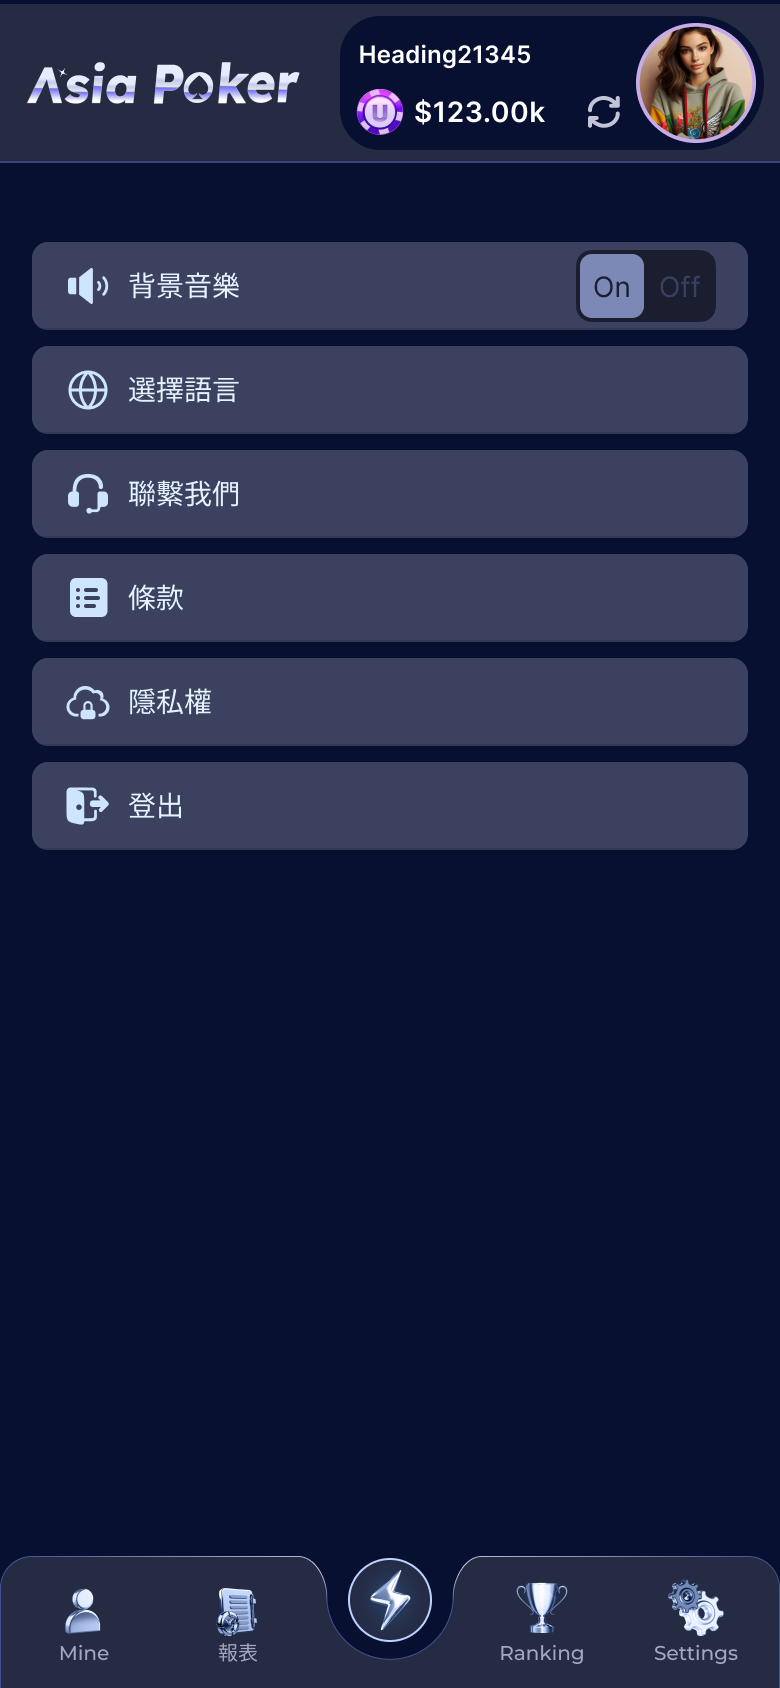 Asia Poker
Heading21345
U $123.00k
背景音樂 On Off
選擇語言
聯繫我們
條款
隱私權
登出
Mine 報表 Ranking Settings